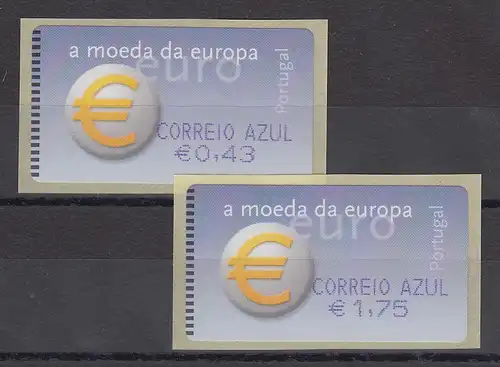 a moeda da europa
euro
Portugal
€
CORREIO AZUL
€0,43
a moeda da europa
euro
Portugal
€
CORREIO AZUL
€1,75